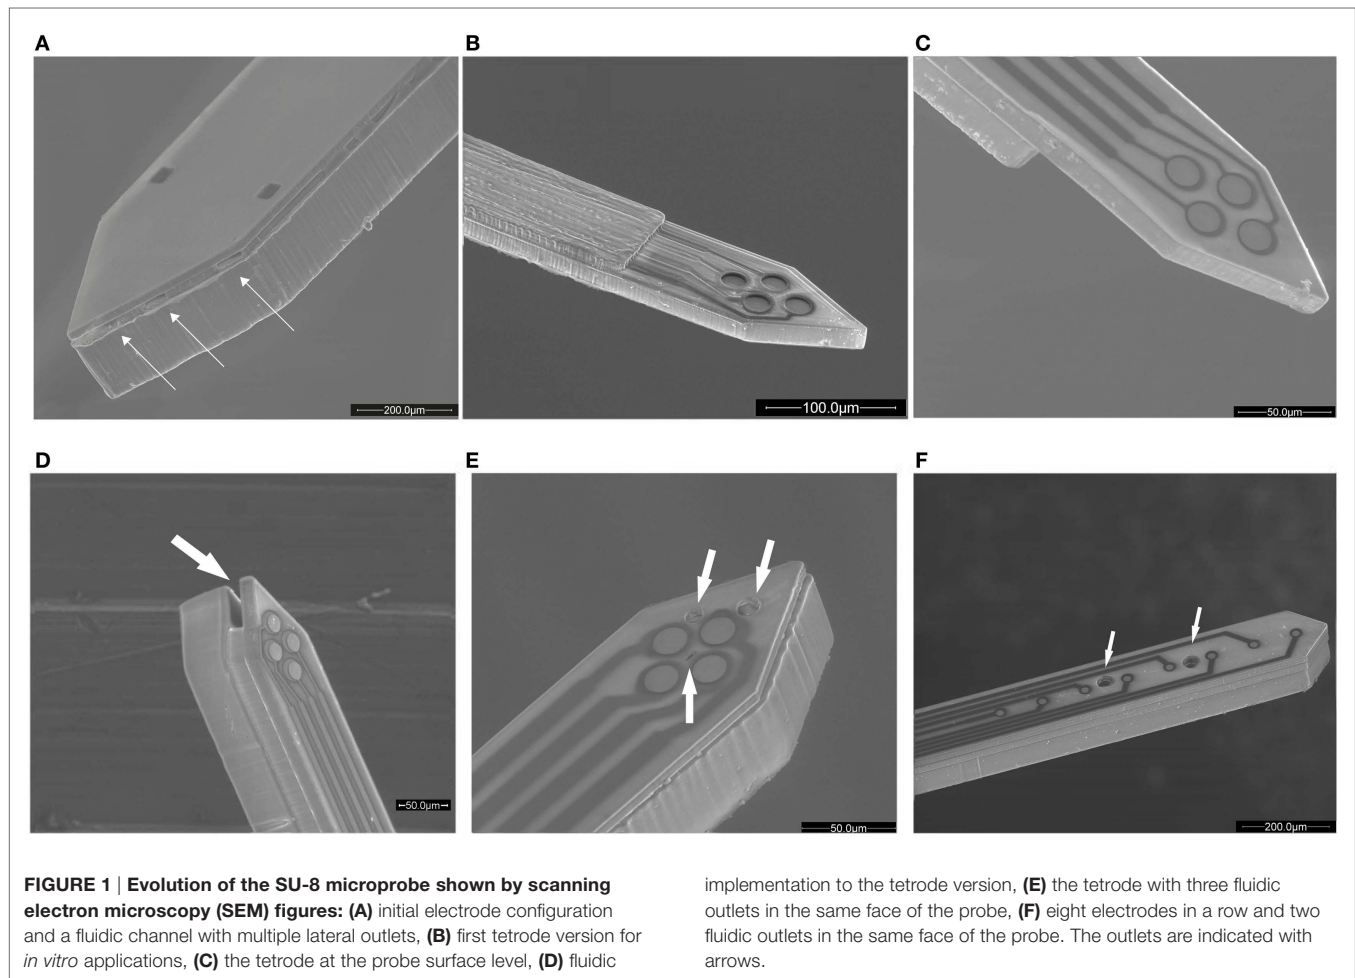 A
B
C
200.0µm
100.0µm
50.0µm
D
E
F
50.0µm
50.0µm
200.0µm
FIGURE 1 | Evolution of the SU-8 microprobe shown by scanning
electron microscopy (SEM) figures: (A) initial electrode configuration
and a fluidic channel with multiple lateral outlets, (B) first tetrode version for
in vitro applications, (C) the tetrode at the probe surface level, (D) fluidic
implementation to the tetrode version, (E) the tetrode with three fluidic
outlets in the same face of the probe, (F) eight electrodes in a row and two
fluidic outlets in the same face of the probe. The outlets are indicated with
arrows.